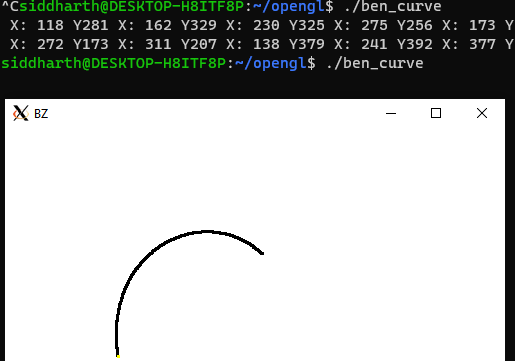 ^Csiddharth@DESKTOP-H8ITF8P:~/opengl$ ./ben_curve
X: 118 Y281 X: 162 Y329 X: 230 Y325 X: 275 Y256 X: 173 Y
X: 272 Y173 X: 311 Y207 X: 138 Y379 X: 241 Y392 X: 377 Y
siddharth@DESKTOP-H8ITF8P:~/opengl$ ./ben_curve
BZ